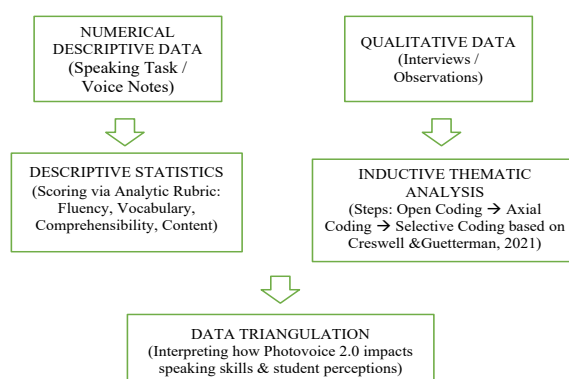 NUMERICAL
DESCRIPTIVE DATA
(Speaking Task /
Voice Notes)
QUALITATIVE DATA
(Interviews /
Observations)
DESCRIPTIVE STATISTICS
(Scoring via Analytic Rubric:
Fluency, Vocabulary,
Comprehensibility, Content)
INDUCTIVE THEMATIC
ANALYSIS
(Steps: Open Coding → Axial
Coding → Selective Coding based on
Creswell &Guetterman, 2021)
DATA TRIANGULATION
(Interpreting how Photovoice 2.0 impacts
speaking skills & student perceptions)